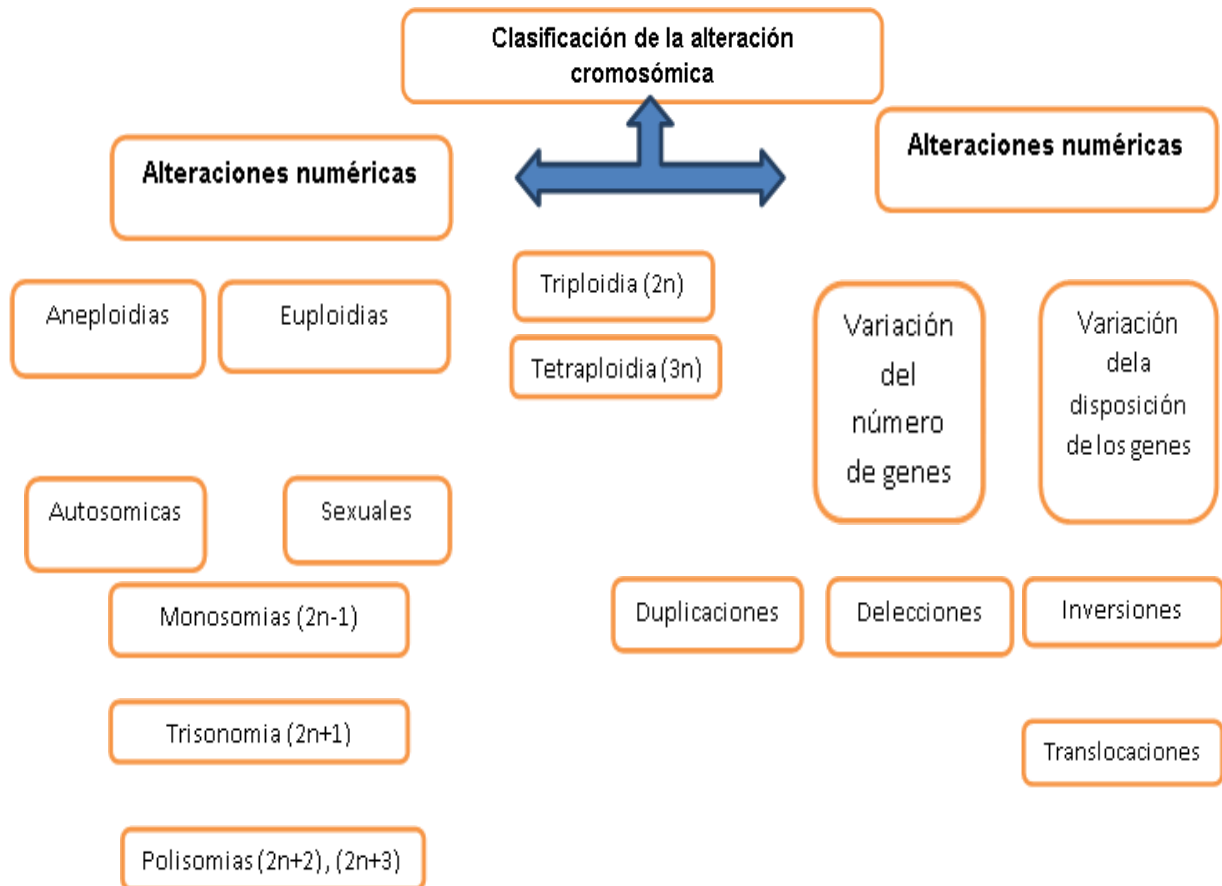 Clasificación de la alteración
cromosómica
Alteraciones numéricas
Alteraciones numéricas
Aneploidias
Euploidias
Triploidia (2n)
Tetraploidia (3n)
Variación
del
número
de genes
Variación
dela
disposición
de los genes
Autosomicas
Sexuales
Monosomias (2n-1)
Duplicaciones
Delecciones
Inversiones
Trisonomia (2n+1)
Translocaciones
Polisomias (2n+2), (2n+3)